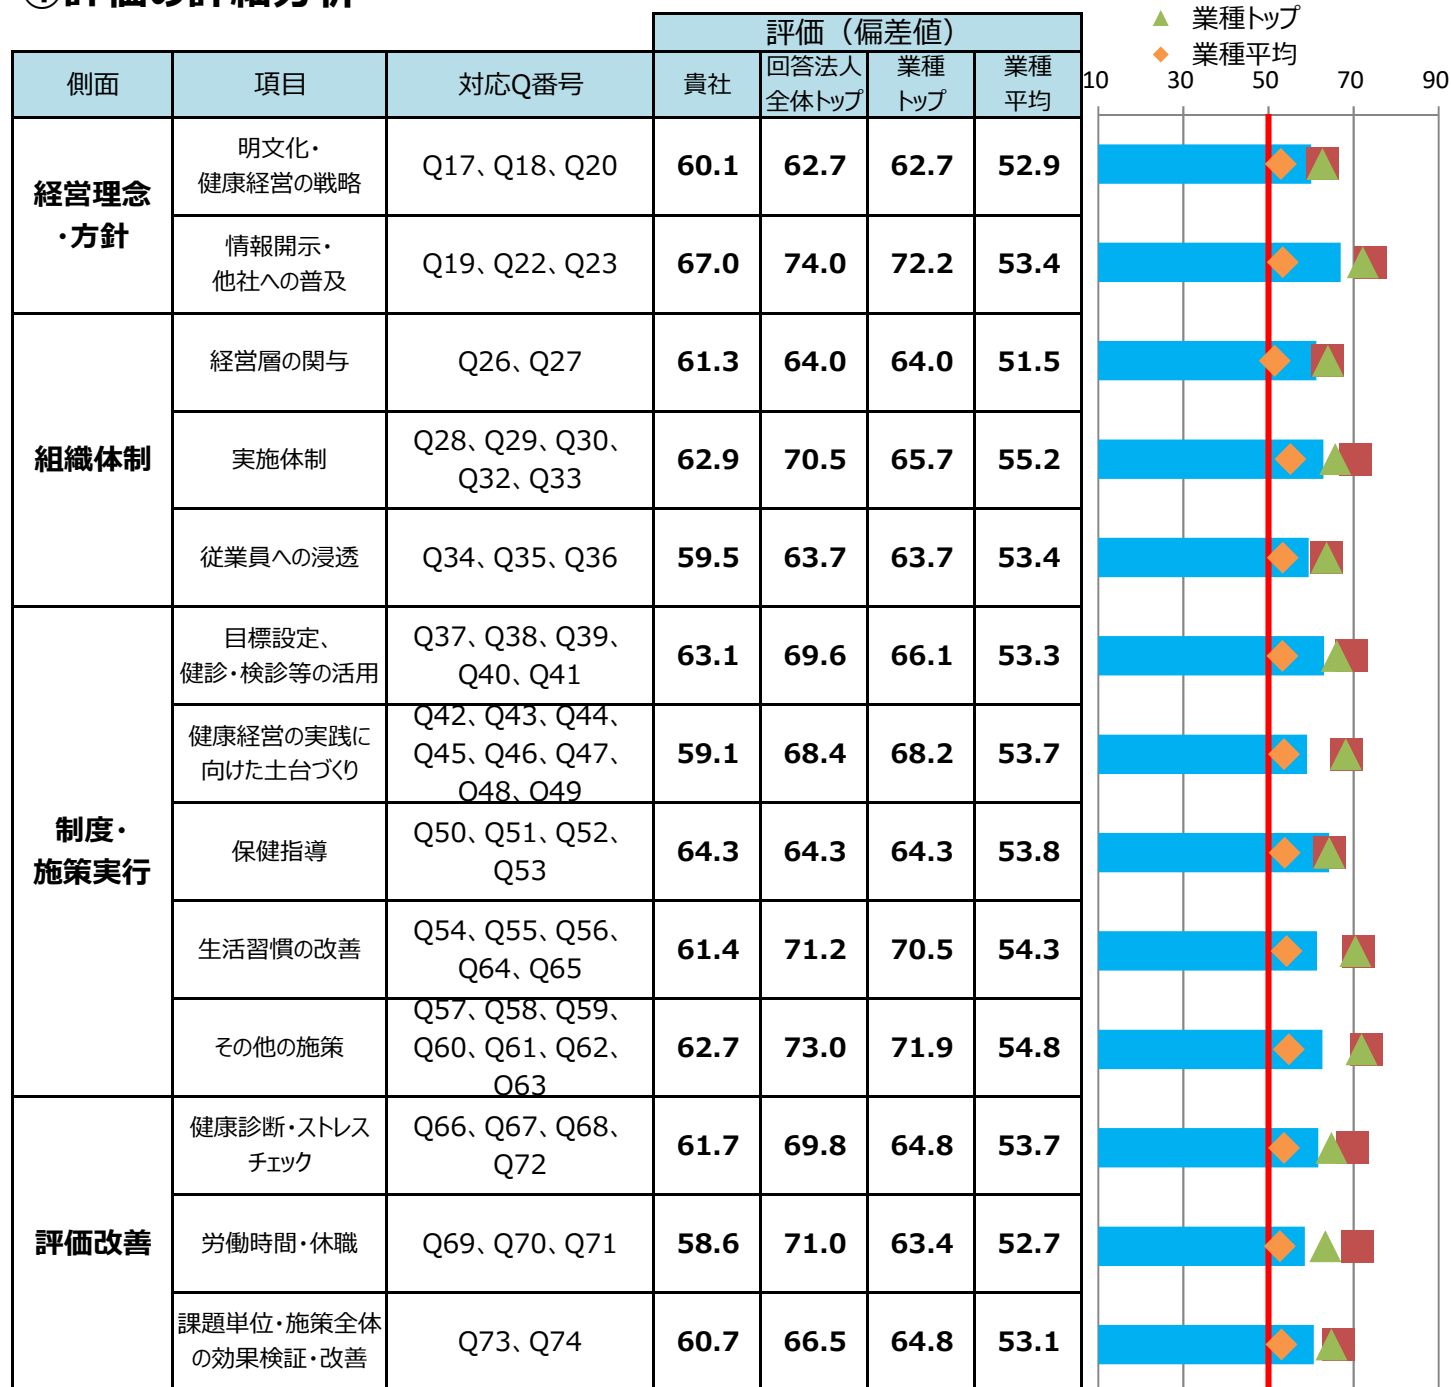 ①評価の詳細分析
▲ 業種トップ
◆ 業種平均
評価（偏差値）
側面 項目 対応Q番号 貴社 回答法人 業種 業種
全体トップ トップ 平均
10 30 50 70 90
経営理念
・方針
明文化・
健康経営の戦略
Q17、Q18、Q20
60.1 62.7 62.7 52.9
情報開示・
他社への普及
Q19、Q22、Q23
67.0 74.0 72.2 53.4
組織体制
経営層の関与
Q26、Q27
61.3 64.0 64.0 51.5
実施体制
Q28、Q29、Q30、
Q32、Q33
62.9 70.5 65.7 55.2
従業員への浸透
Q34、Q35、Q36
59.5 63.7 63.7 53.4
制度・
施策実行
目標設定、
健診・検診等の活用
Q37、Q38、Q39、
Q40、Q41
63.1 69.6 66.1 53.3
健康経営の実践に
向けた土台づくり
Q42、Q43、Q44、
Q45、Q46、Q47、
Q48、Q49
59.1 68.4 68.2 53.7
保健指導
Q50、Q51、Q52、
Q53
64.3 64.3 64.3 53.8
生活習慣の改善
Q54、Q55、Q56、
Q64、Q65
61.4 71.2 70.5 54.3
その他の施策
Q57、Q58、Q59、
Q60、Q61、Q62、
Q63
62.7 73.0 71.9 54.8
評価改善
健康診断・ストレス
チェック
Q66、Q67、Q68、
Q72
61.7 69.8 64.8 53.7
労働時間・休職
Q69、Q70、Q71
58.6 71.0 63.4 52.7
課題単位・施策全体
の効果検証・改善
Q73、Q74
60.7 66.5 64.8 53.1